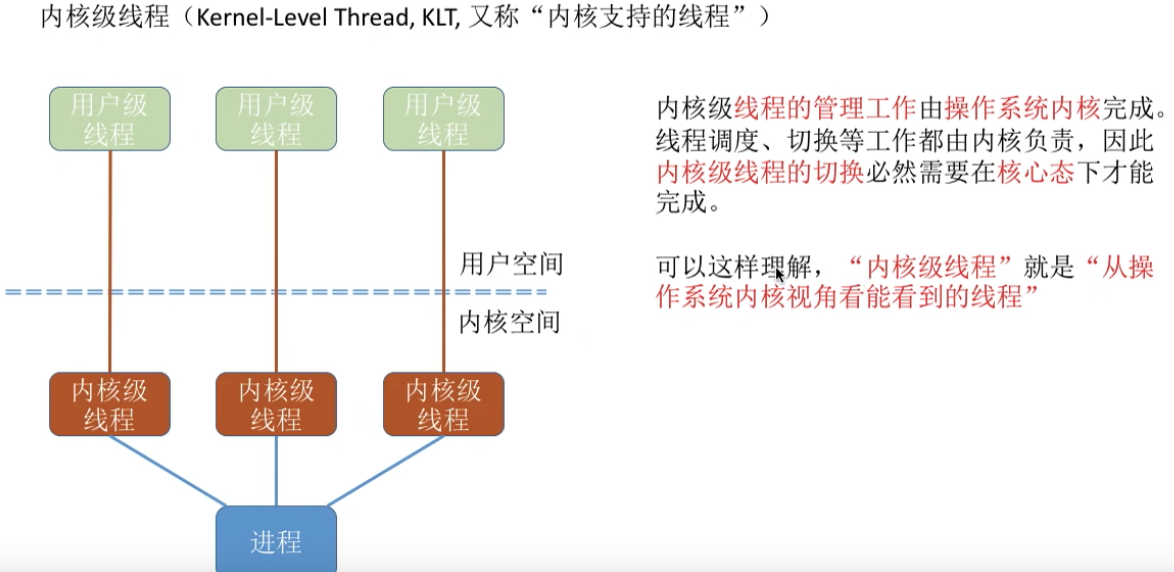 内核级线程（Kernel-Level Thread, KLT, 又称“内核支持的线程”）
用户级
线程
用户级
线程
用户级
线程
用户空间
内核空间
内核级
线程
内核级
线程
内核级
线程
进程
内核级线程的管理工作由操作系统内核完成。
线程调度、切换等工作都由内核负责，因此
内核级线程的切换必然需要在核心态下才能
完成。
可以这样理解，“内核级线程”就是“从操
作系统内核视角看能看到的线程”